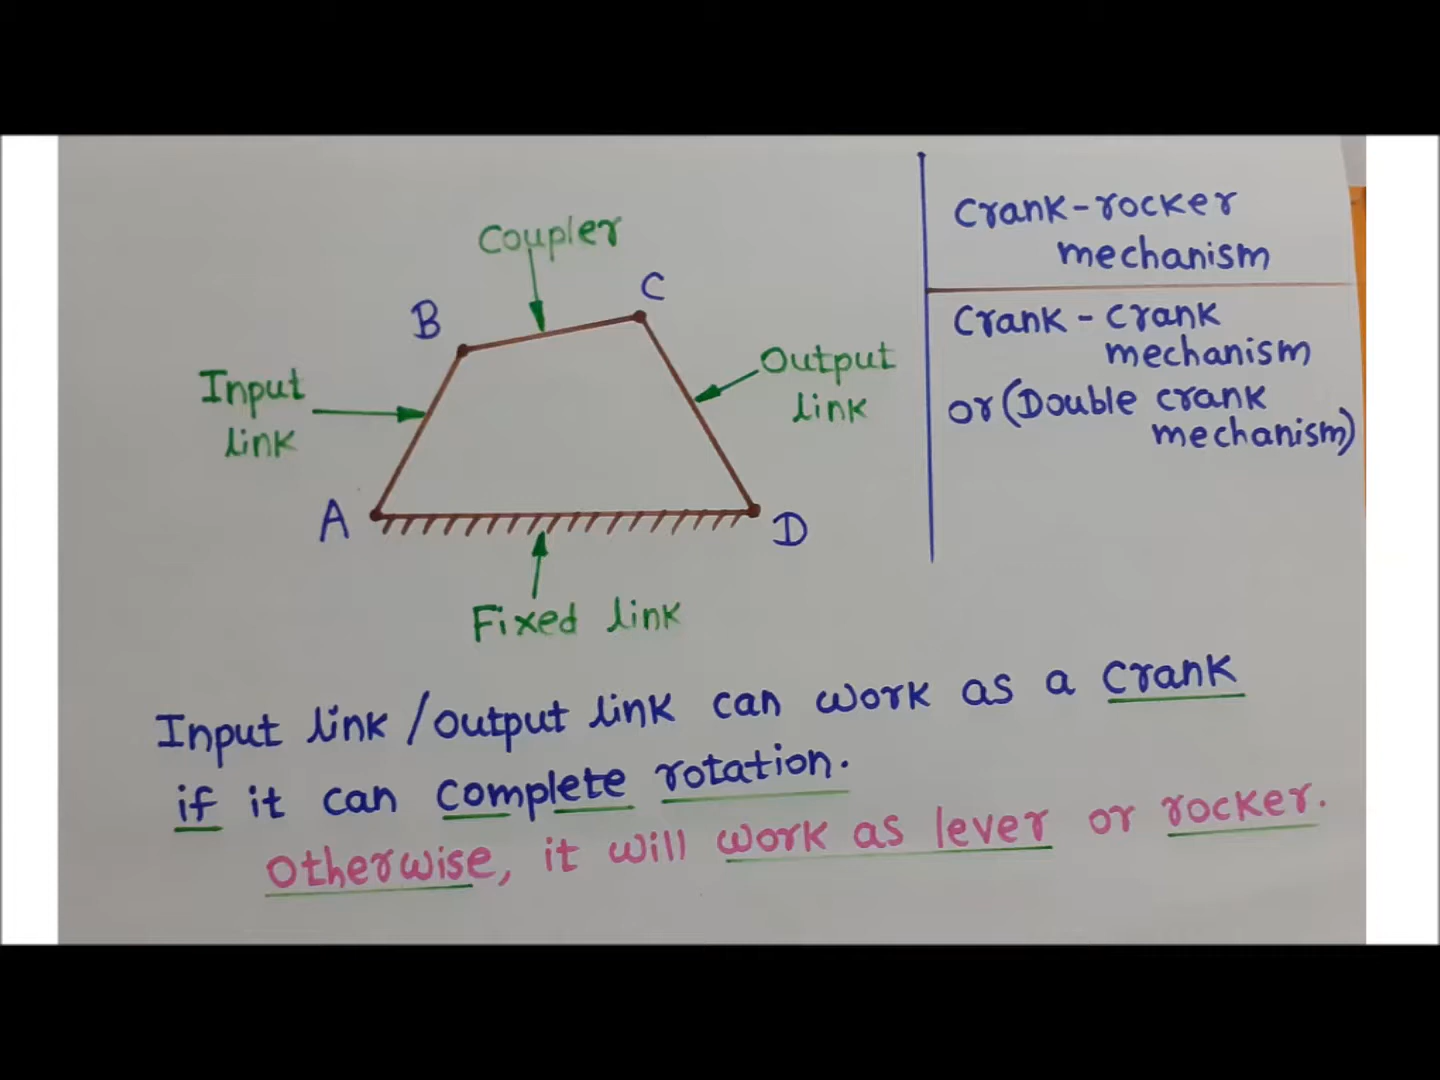 Coupler
B
C
Input
link
Output
link
A
D
Fixed link
Crank-rocker
mechanism
Crank - crank
mechanism
or (Double crank
mechanism)
Input link / output link can work as a crank
if it can complete rotation.
Otherwise, it will work as lever or rocker.